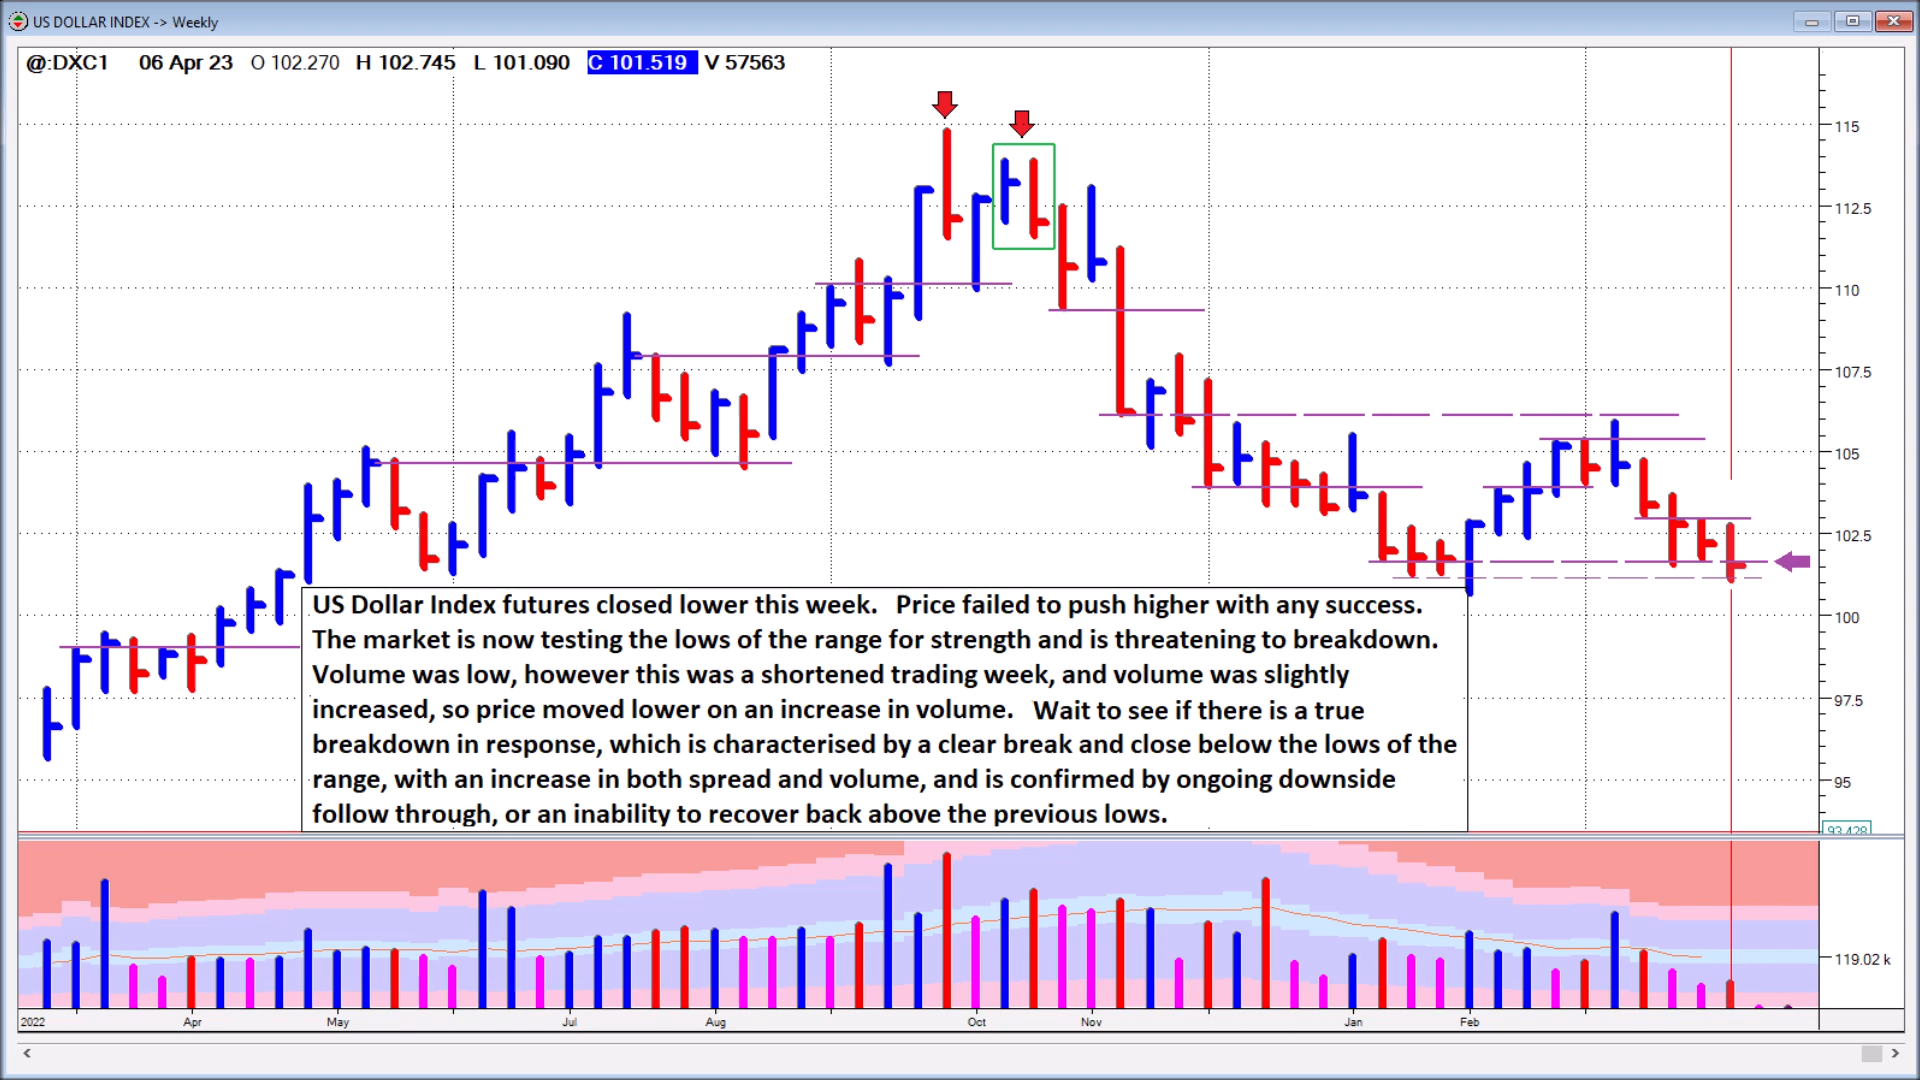 US DOLLAR INDEX -> Weekly
@:DXC1 06 Apr 23 O 102.270 H 102.745 L 101.090 C 101.519 V 57563
115
112.5
110
107.5
105
102.5
100
97.5
95
93.428
US Dollar Index futures closed lower this week. Price failed to push higher with any success.
The market is now testing the lows of the range for strength and is threatening to breakdown.
Volume was low, however this was a shortened trading week, and volume was slightly
increased, so price moved lower on an increase in volume. Wait to see if there is a true
breakdown in response, which is characterised by a clear break and close below the lows of the
range, with an increase in both spread and volume, and is confirmed by ongoing downside
follow through, or an inability to recover back above the previous lows.
119.02 k
2022 Apr May Jul Aug Oct Nov Jan Feb